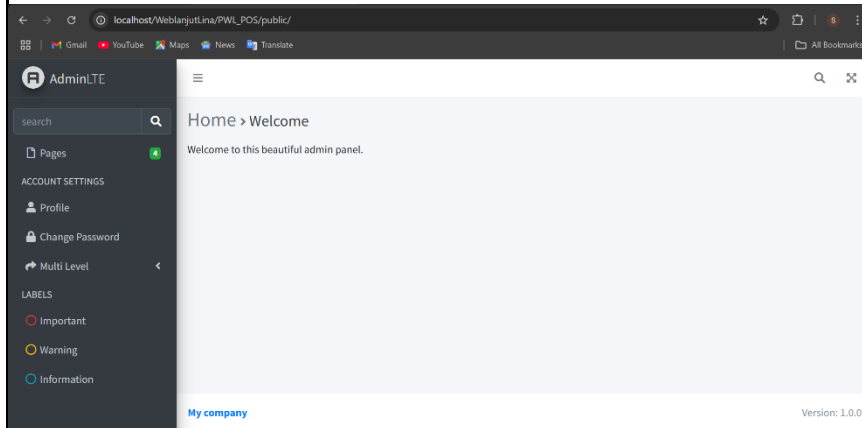 localhost/WeblanjutLina/PWL_POS/public/
S
Gmail YouTube Maps News Translate All Bookmarks
AdminLTE
search
Home › Welcome
Pages 4
Welcome to this beautiful admin panel.
ACCOUNT SETTINGS
Profile
Change Password
Multi Level
LABELS
Important
Warning
Information
My company Version: 1.0.0